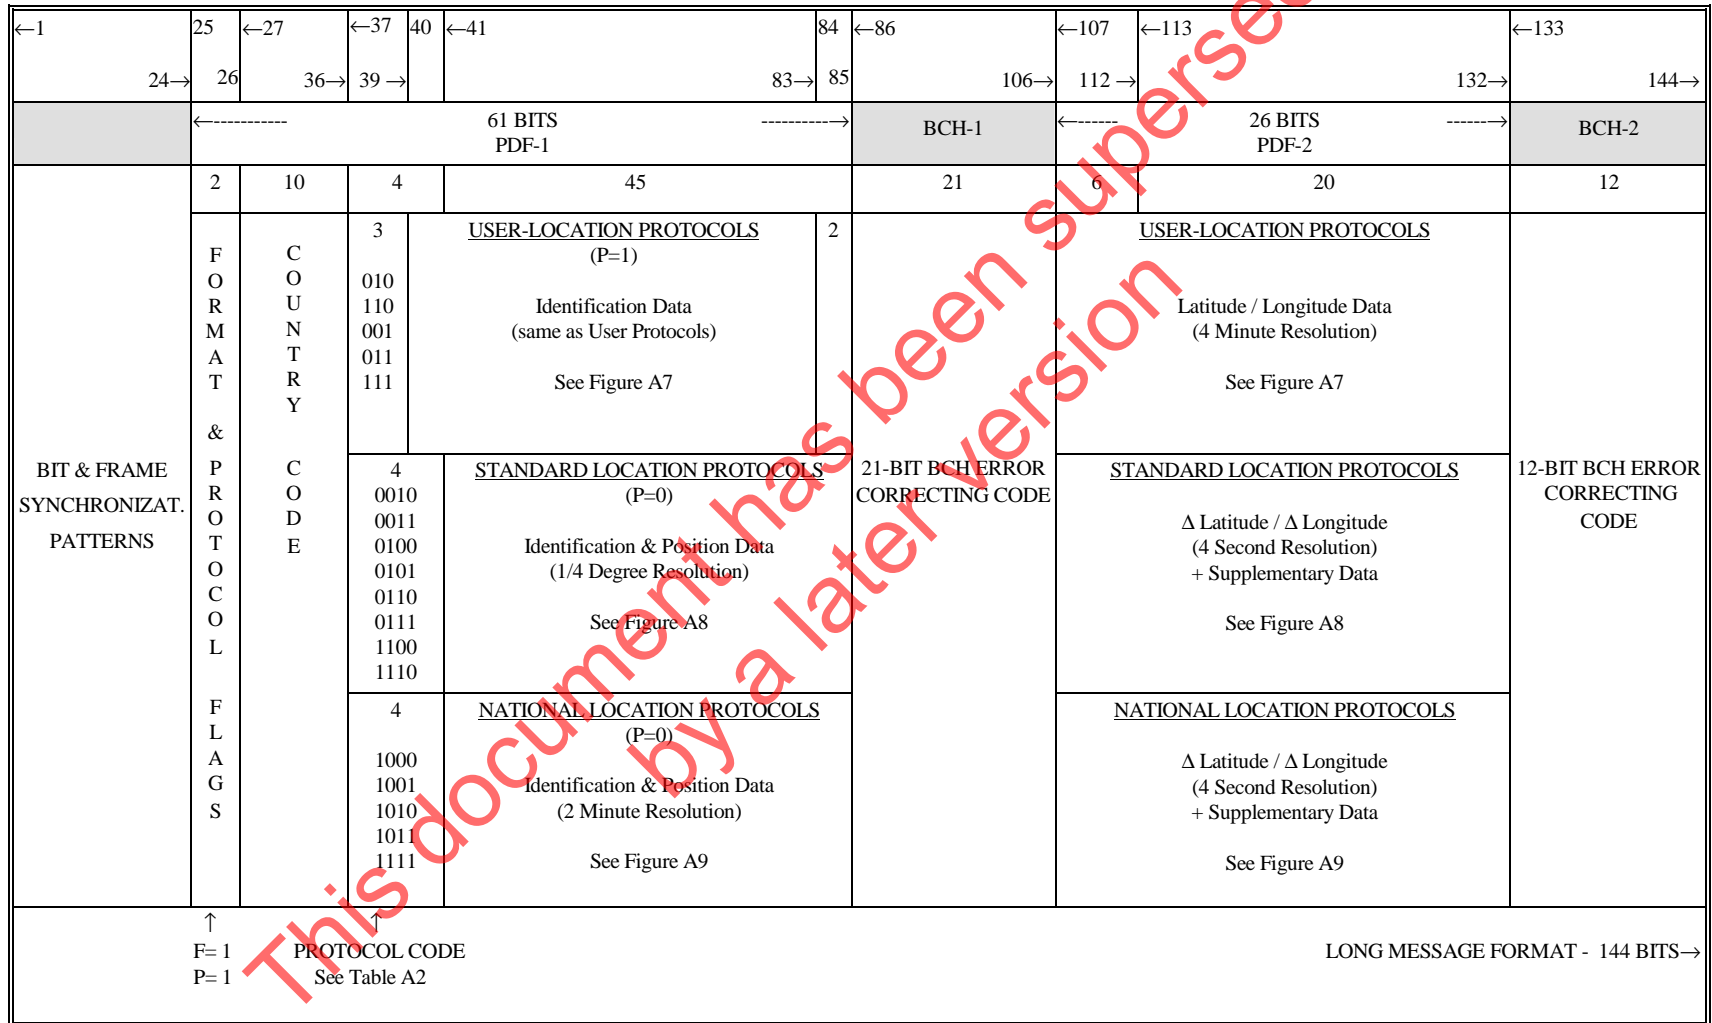 ←1 25 ←27 ←37 40 ←41 84 ←86 ←107 ←113 ←133
24→ 26 36→ 39 → 83→ 85 106→ 112 → 132→ 144→
←------------ 61 BITS -----------→ BCH-1 ←------ 26 BITS ------→ BCH-2
PDF-1 PDF-2
2 10 4 45 21 6 20 12
BIT & FRAME
SYNCHRONIZAT.
PATTERNS
F
O
R
M
A
T
&
P
R
O
T
O
C
O
L
F
L
A
G
S
C
O
U
N
T
R
Y
C
O
D
E
3
010
110
001
011
111
USER-LOCATION PROTOCOLS
(P=1)
Identification Data
(same as User Protocols)
See Figure A7
2
4
0010
0011
0100
0101
0110
0111
1100
1110
STANDARD LOCATION PROTOCOLS
(P=0)
Identification & Position Data
(1/4 Degree Resolution)
See Figure A8
4
1000
1001
1010
1011
1111
NATIONAL LOCATION PROTOCOLS
(P=0)
Identification & Position Data
(2 Minute Resolution)
See Figure A9
21-BIT BCH ERROR
CORRECTING CODE
USER-LOCATION PROTOCOLS
Latitude / Longitude Data
(4 Minute Resolution)
See Figure A7
STANDARD LOCATION PROTOCOLS
Δ Latitude / Δ Longitude
(4 Second Resolution)
+ Supplementary Data
See Figure A8
NATIONAL LOCATION PROTOCOLS
Δ Latitude / Δ Longitude
(4 Second Resolution)
+ Supplementary Data
See Figure A9
12-BIT BCH ERROR
CORRECTING
CODE
↑ ↑
F= 1 PROTOCOL CODE LONG MESSAGE FORMAT - 144 BITS→
P= 1 See Table A2
This document has been
by a later version